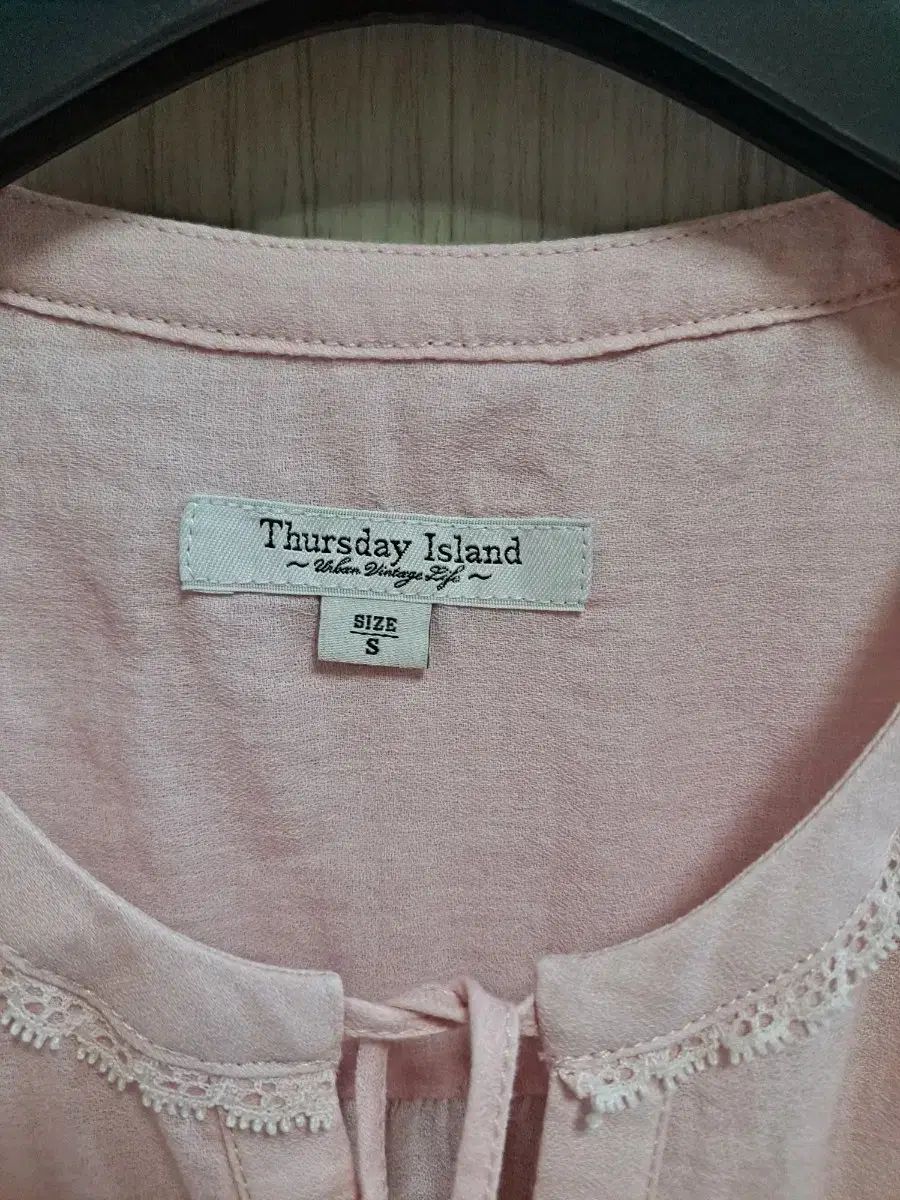 Thursday Island
~ Urban Vintage Life ~
SIZE
S